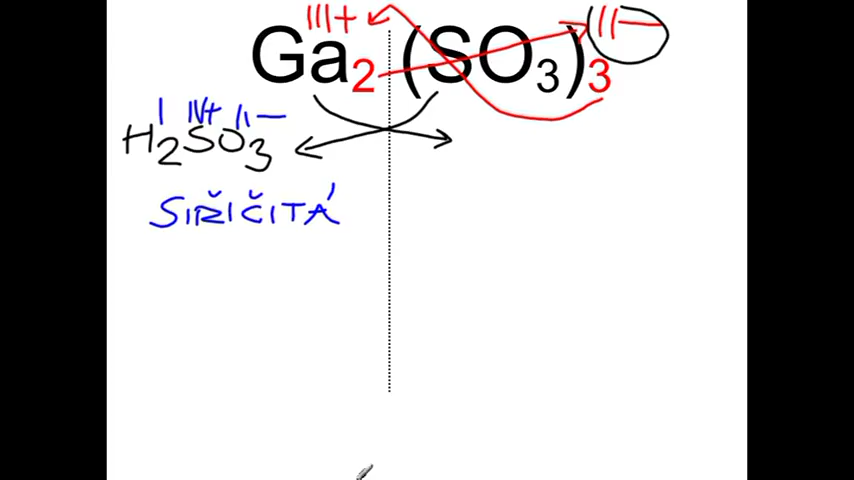 III+ II–
Ga2(SO3)3
I IV+ II–
H2SO3
SIŘIČITÁ